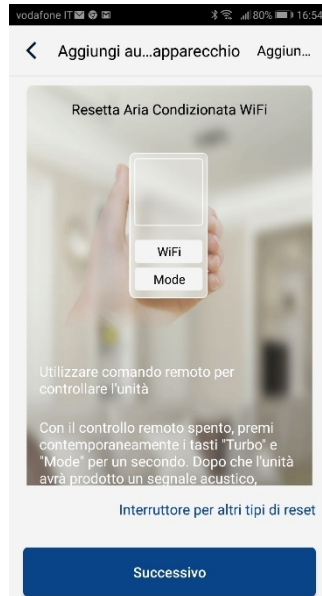 vodafone IT 80% 16:54
Aggiungi au...apparecchio Aggiun...
Resetta Aria Condizionata WiFi
WiFi
Mode
Utilizzare comando remoto per
controllare l'unità
Con il controllo remoto spento, premi
contemporaneamente i tasti "Turbo" e
"Mode" per un secondo. Dopo che l'unità
avrà prodotto un segnale acustico,
Interruttore per altri tipi di reset
Successivo